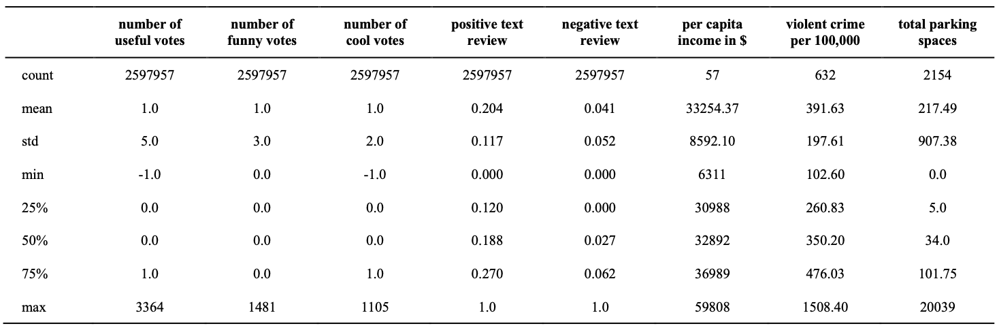 number of useful votes number of funny votes number of cool votes positive text review negative text review per capita income in $ violent crime per 100,000 total parking spaces
count 2597957 2597957 2597957 2597957 2597957 57 632 2154
mean 1.0 1.0 1.0 0.204 0.041 33254.37 391.63 217.49
std 5.0 3.0 2.0 0.117 0.052 8592.10 197.61 907.38
min -1.0 0.0 -1.0 0.000 0.000 6311 102.60 0.0
25% 0.0 0.0 0.0 0.120 0.000 30988 260.83 5.0
50% 0.0 0.0 0.0 0.188 0.027 32892 350.20 34.0
75% 1.0 0.0 1.0 0.270 0.062 36989 476.03 101.75
max 3364 1481 1105 1.0 1.0 59808 1508.40 20039